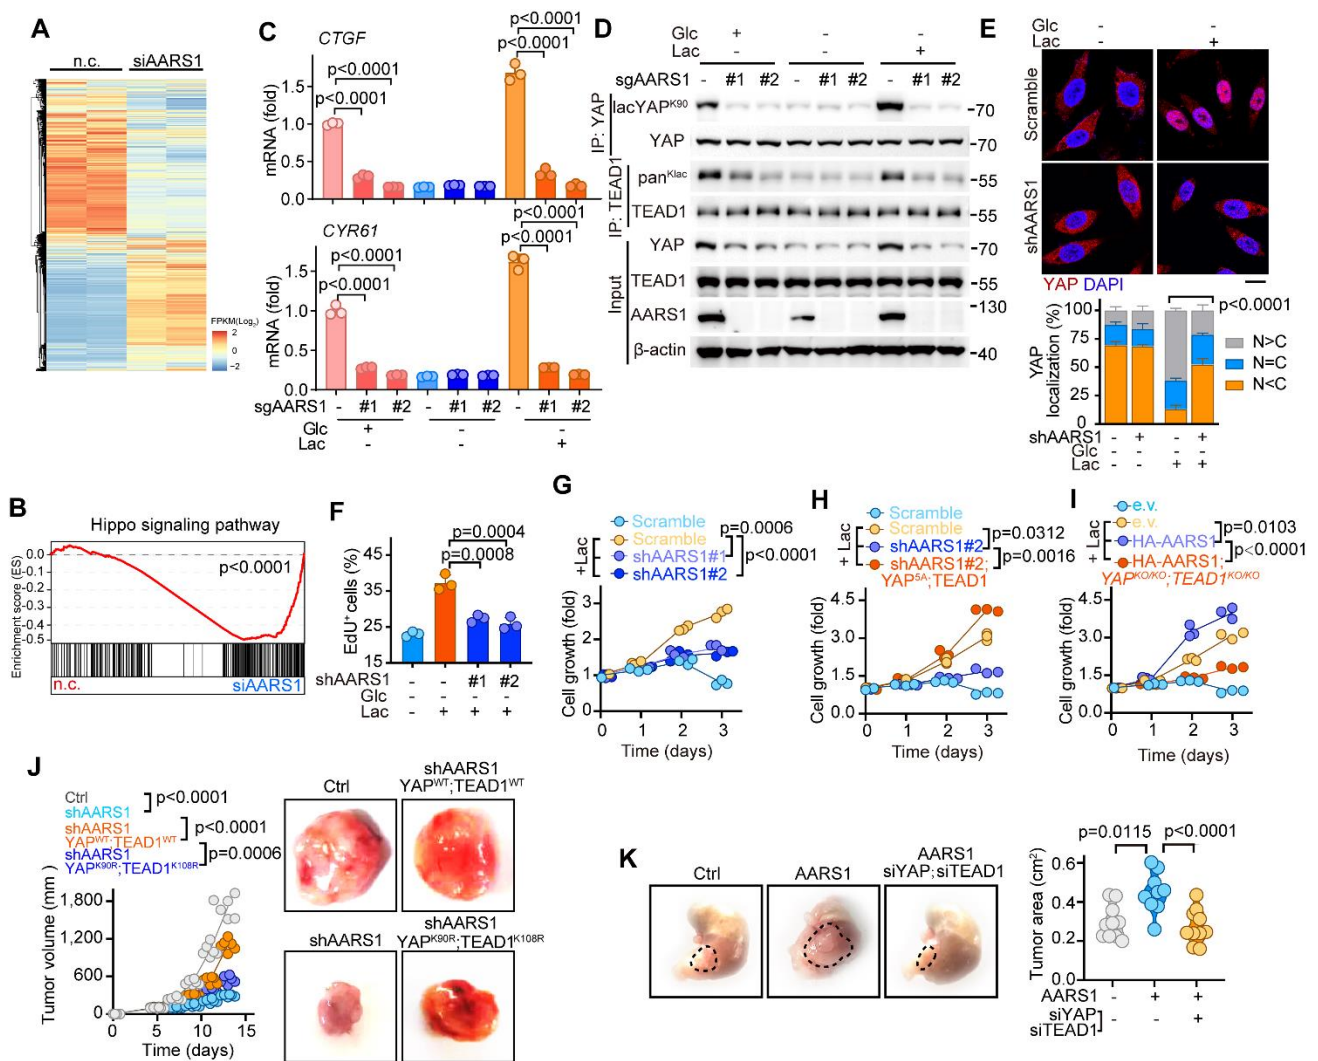 A
n.c. siAARS1
FPKM(Log2)
2
0
−2
B
Hippo signaling pathway
Enrichment score (ES)
0.0
-0.1
-0.2
-0.3
-0.4
-0.5
p<0.0001
n.c. siAARS1
C
CTGF
mRNA (fold)
1.5
1.0
0.5
0.0
p<0.0001
p<0.0001
p<0.0001
p<0.0001
CYR61
mRNA (fold)
1.5
1.0
0.5
0.0
p<0.0001
p<0.0001
p<0.0001
p<0.0001
sgAARS1 - #1 #2 - #1 #2 - #1 #2
Glc + - -
Lac - - +
D
Glc + - -
Lac - - +
sgAARS1 - #1 #2 - #1 #2 - #1 #2
IP: YAP
lacYAPK90 -70
YAP -70
IP: TEAD1
panKlac -55
TEAD1 -55
Input
YAP -70
TEAD1 -55
AARS1 -130
β-actin -40
E
Glc - -
Lac - +
Scramble
shAARS1
YAP DAPI
YAP localization (%)
100
75
50
25
0
p<0.0001
N>C
N=C
N<C
shAARS1 - + - +
Glc - - - -
Lac - - + +
F
EdU+ cells (%)
45
35
25
15
p=0.0004
p=0.0008
shAARS1 - - #1 #2
Glc - - - -
Lac - + + +
G
Scramble
Scramble
shAARS1#1
shAARS1#2
+Lac
p=0.0006
p<0.0001
Cell growth (fold)
3
2
1
0
0 1 2 3
Time (days)
H
Scramble
Scramble
shAARS1#2
shAARS1#2;
YAP5A;TEAD1
+ Lac
p=0.0312
p=0.0016
Cell growth (fold)
4.5
3.0
1.5
0.0
0 1 2 3
Time (days)
I
e.v.
e.v.
HA-AARS1
HA-AARS1;
YAPKO/KO;TEAD1KO/KO
+ Lac
p=0.0103
p<0.0001
Cell growth (fold)
4.5
3.0
1.5
0.0
0 1 2 3
Time (days)
J
Ctrl
shAARS1
shAARS1
YAPWT;TEAD1WT
shAARS1
YAPK90R;TEAD1K108R
p<0.0001
p<0.0001
p=0.0006
Tumor volume (mm )
1,800
1,200
600
0
0 5 10 15
Time (days)
Ctrl
shAARS1
YAPWT;TEAD1WT
shAARS1
shAARS1
YAPK90R;TEAD1K108R
K
Ctrl
AARS1
AARS1
siYAP;siTEAD1
p=0.0115 p<0.0001
Tumor area (cm2)
0.6
0.4
0.2
0.0
AARS1 - + +
siYAP
siTEAD1 - - +